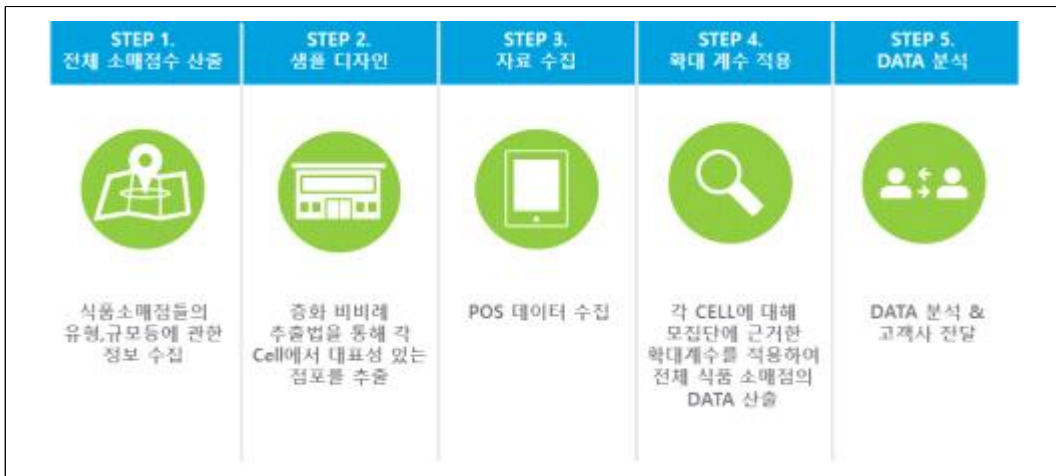 STEP 1.
전체 소매점수 산출
STEP 2.
샘플 디자인
STEP 3.
자료 수집
STEP 4.
확대 계수 적용
STEP 5.
DATA 분석
식품소매점들의
유형,규모등에 관한
정보 수집
층화 비비례
추출법을 통해 각
Cell에서 대표성 있는
점포를 추출
POS 데이터 수집
각 CELL에 대해
모집단에 근거한
확대계수를 적용하여
전체 식품 소매점의
DATA 산출
DATA 분석 &
고객사 전달